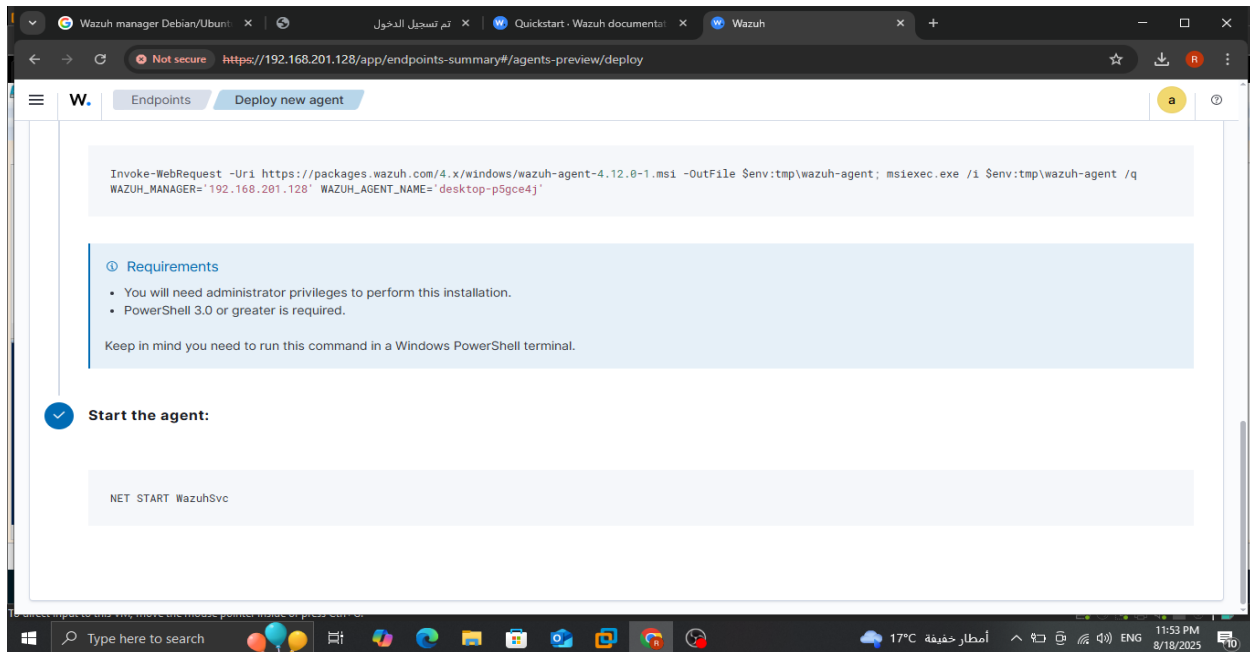 Wazuh manager Debian/Ubunt
تم تسجيل الدخول
Quickstart · Wazuh documentat
Wazuh
Not secure https://192.168.201.128/app/endpoints-summary#/agents-preview/deploy
R
W. Endpoints Deploy new agent a
Invoke-WebRequest -Uri https://packages.wazuh.com/4.x/windows/wazuh-agent-4.12.0-1.msi -OutFile $env:tmp\wazuh-agent; msiexec.exe /i $env:tmp\wazuh-agent /q
WAZUH_MANAGER='192.168.201.128' WAZUH_AGENT_NAME='desktop-p5gce4j'
Requirements
• You will need administrator privileges to perform this installation.
• PowerShell 3.0 or greater is required.
Keep in mind you need to run this command in a Windows PowerShell terminal.
Start the agent:
NET START WazuhSvc
Type here to search
17°C أمطار خفيفة
ENG
11:53 PM
8/18/2025
10